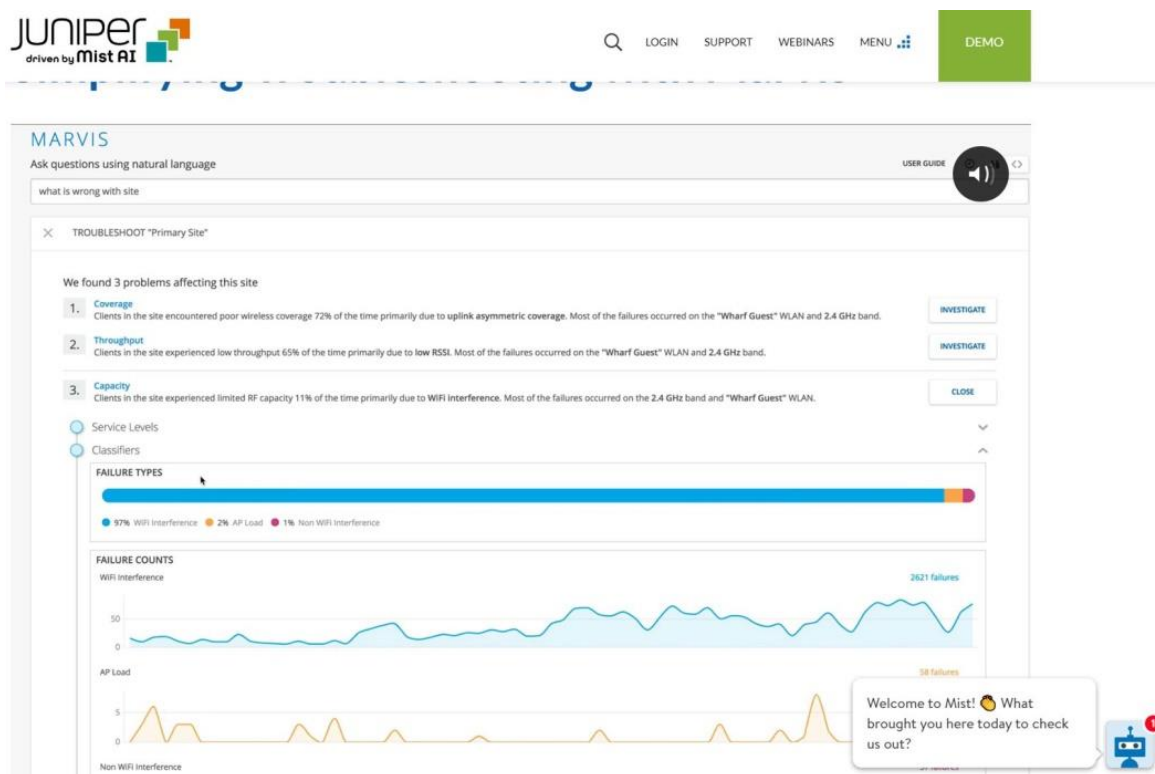 JUNIPER
driven by Mist AI
LOGIN SUPPORT WEBINARS MENU DEMO
MARVIS
Ask questions using natural language
USER GUIDE
what is wrong with site
TROUBLESHOOT "Primary Site"
We found 3 problems affecting this site
1. Coverage
Clients in the site encountered poor wireless coverage 72% of the time primarily due to uplink asymmetric coverage. Most of the failures occurred on the "Wharf Guest" WLAN and 2.4 GHz band.
INVESTIGATE
2. Throughput
Clients in the site experienced low throughput 65% of the time primarily due to low RSSI. Most of the failures occurred on the "Wharf Guest" WLAN and 2.4 GHz band.
INVESTIGATE
3. Capacity
Clients in the site experienced limited RF capacity 11% of the time primarily due to WiFi interference. Most of the failures occurred on the 2.4 GHz band and "Wharf Guest" WLAN.
CLOSE
Service Levels
Classifiers
FAILURE TYPES
97% WiFi Interference 2% AP Load 1% Non WiFi Interference
FAILURE COUNTS
WiFi Interference 2621 failures
50
0
AP Load 58 failures
5
0
Non WiFi Interference
Welcome to Mist! 👏 What
brought you here today to check
us out?
1